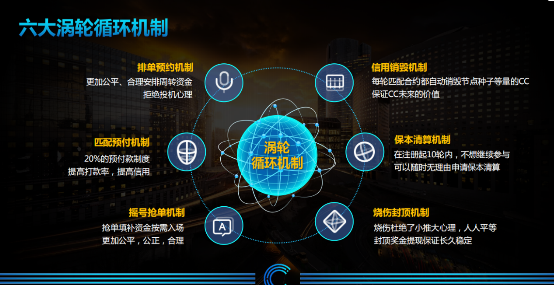 六大涡轮循环机制
排单预约机制
更加公平、合理安排周转资金
拒绝投机心理
信用销毁机制
每轮匹配合约都自动销毁节点种子等量的CC
保证CC未来的价值
匹配预付机制
20%的预付款制度
提高打款率，提高信用
涡轮
循环机制
保本清算机制
在注册起10轮内，不想继续参与
可以随时无理由申请保本清算
摇号抢单机制
抢单填补资金按需入场
更加公平，公正，合理
A
烧伤封顶机制
烧伤杜绝了小推大心理，人人平等
封顶奖金提现保证长久稳定